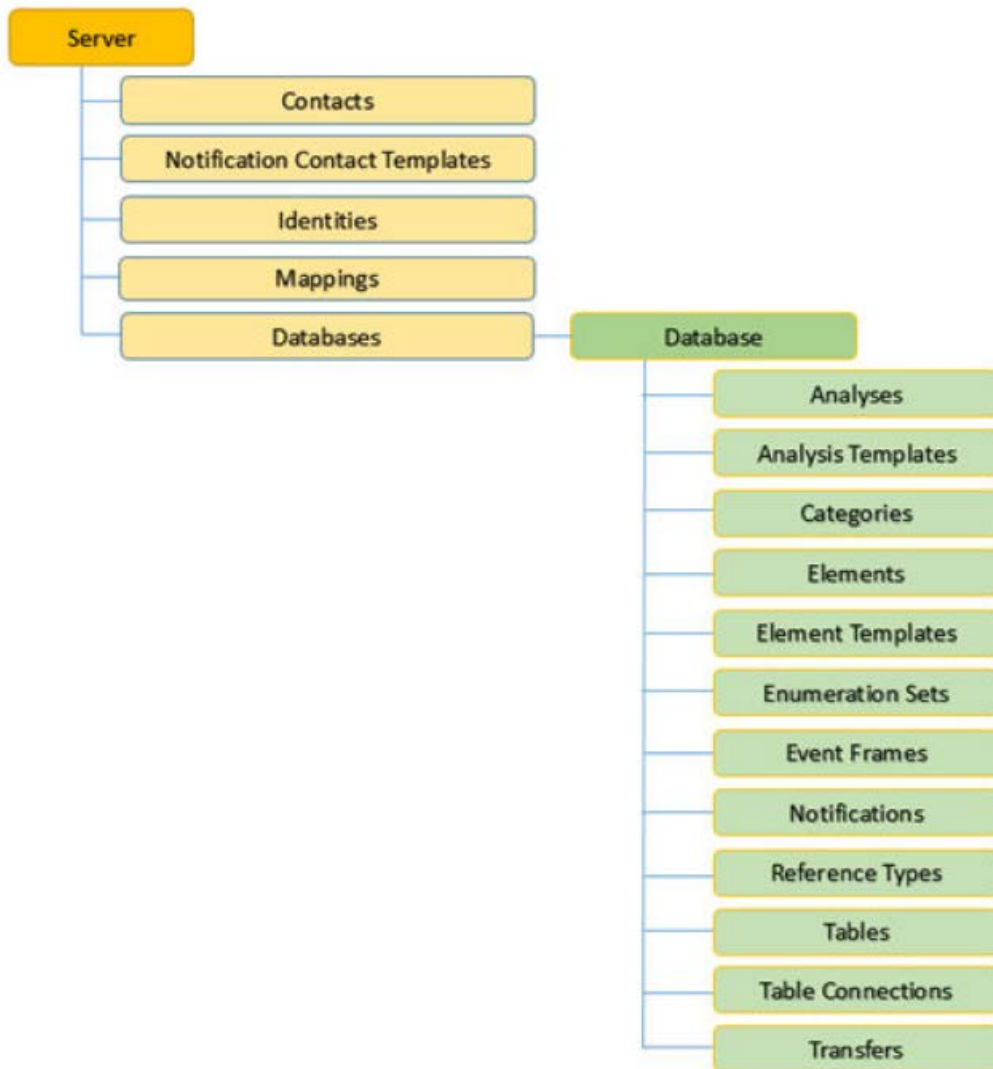 Server
Contacts
Notification Contact Templates
Identities
Mappings
Databases
Database
Analyses
Analysis Templates
Categories
Elements
Element Templates
Enumeration Sets
Event Frames
Notifications
Reference Types
Tables
Table Connections
Transfers